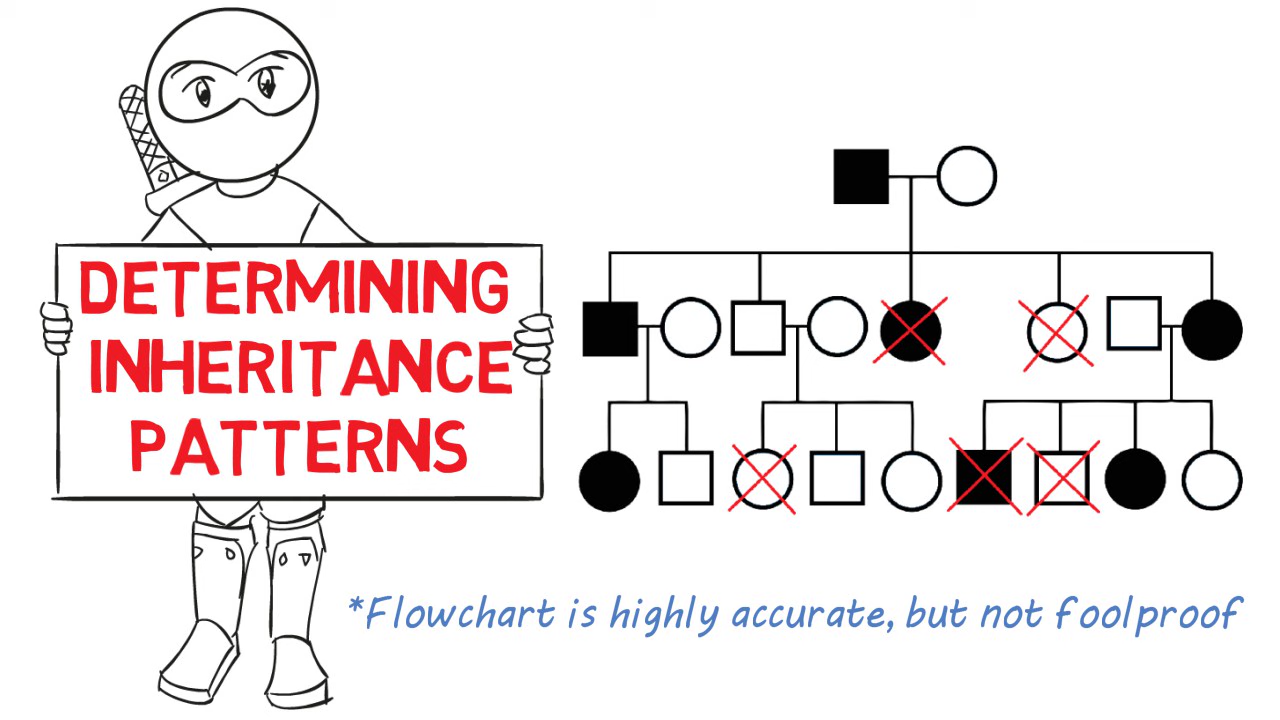 DETERMINING
INHERITANCE
PATTERNS
*Flowchart is highly accurate, but not foolproof